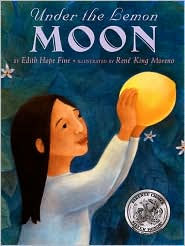 Under the Lemon
MOON
BY Edith Hope Fine ILLUSTRATED BY René King Moreno